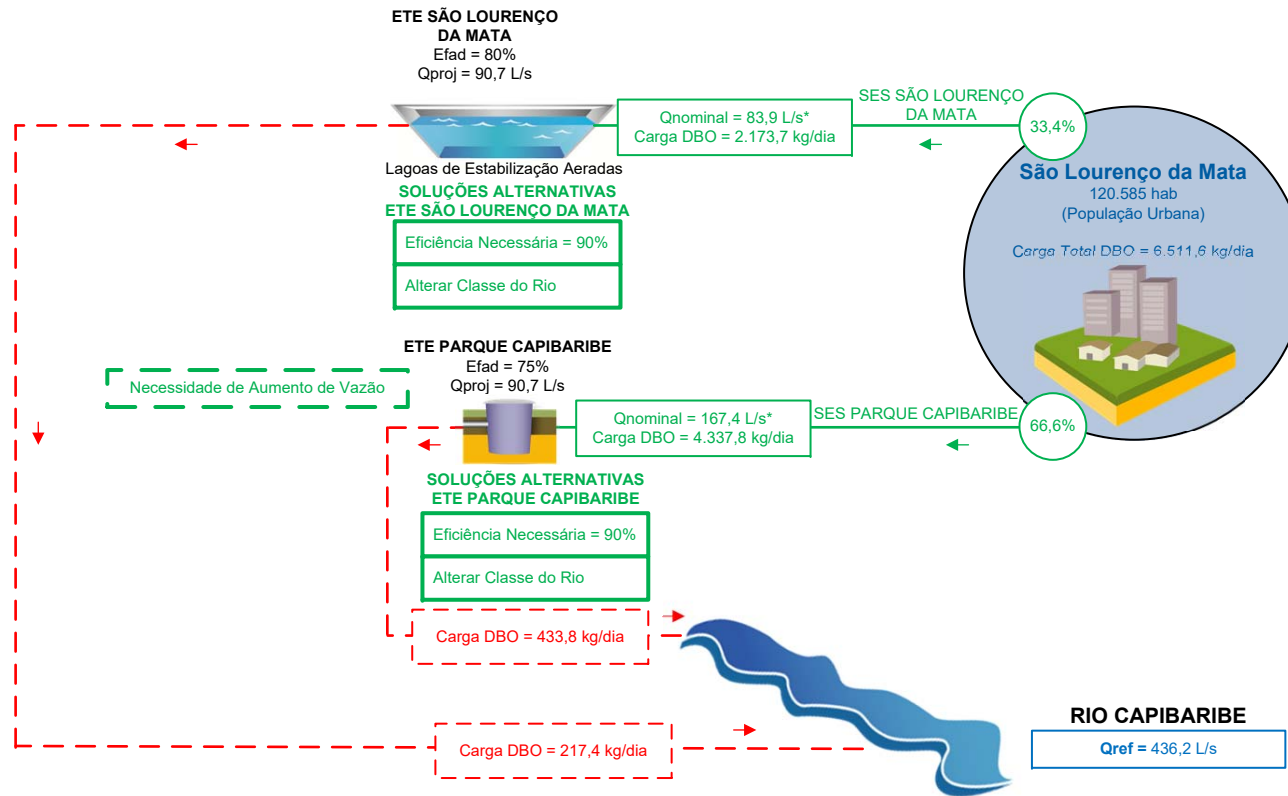 ETE SÃO LOURENÇO
DA MATA
Efad = 80%
Qproj = 90,7 L/s
Lagoas de Estabilização Aeradas
Qnominal = 83,9 L/s*
Carga DBO = 2.173,7 kg/dia
SES SÃO LOURENÇO
DA MATA
33,4%
São Lourenço da Mata
120.585 hab
(População Urbana)
Carga Total DBO = 6.511,6 kg/dia
SOLUÇÕES ALTERNATIVAS
ETE SÃO LOURENÇO DA MATA
Eficiência Necessária = 90%
Alterar Classe do Rio
ETE PARQUE CAPIBARIBE
Efad = 75%
Qproj = 90,7 L/s
Necessidade de Aumento de Vazão
Qnominal = 167,4 L/s*
Carga DBO = 4.337,8 kg/dia
SES PARQUE CAPIBARIBE
66,6%
SOLUÇÕES ALTERNATIVAS
ETE PARQUE CAPIBARIBE
Eficiência Necessária = 90%
Alterar Classe do Rio
Carga DBO = 433,8 kg/dia
Carga DBO = 217,4 kg/dia
RIO CAPIBARIBE
Qref = 436,2 L/s